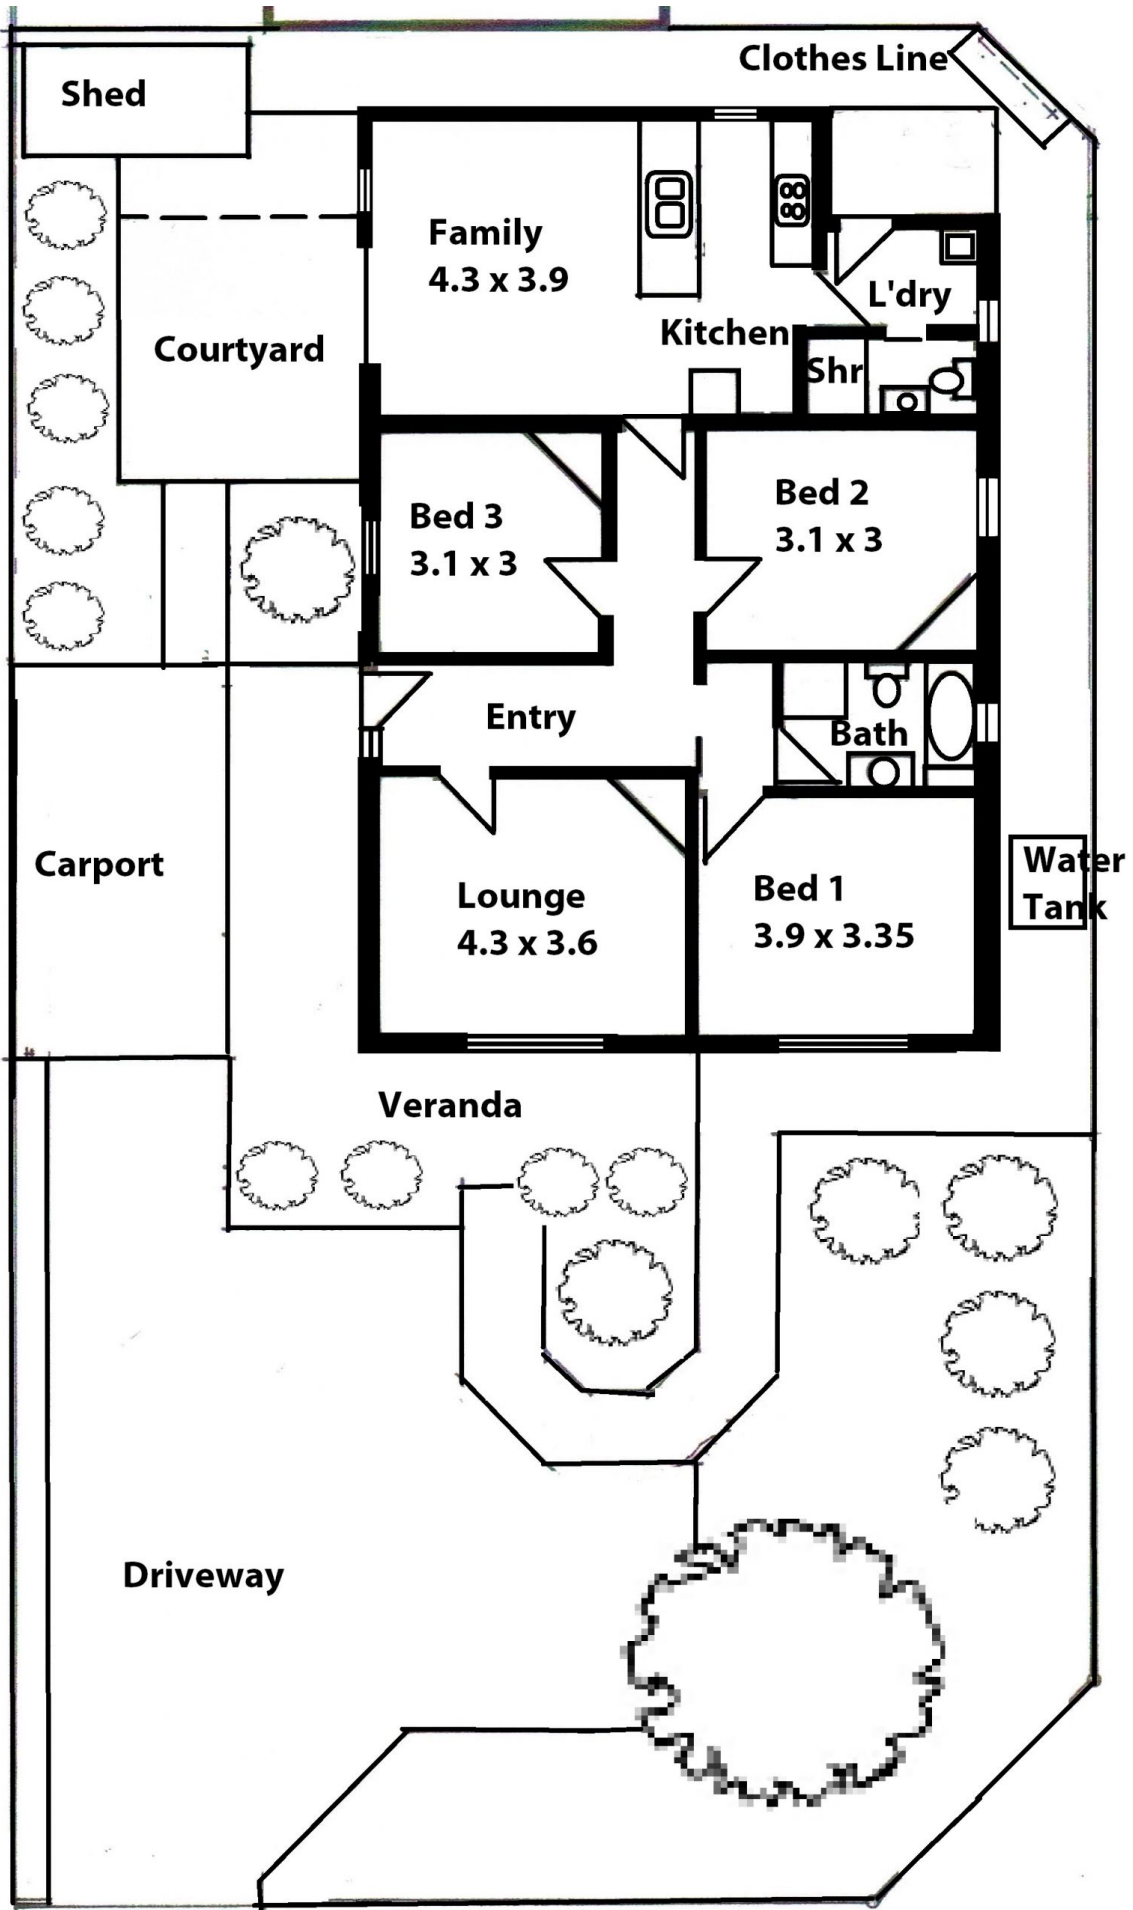 Clothes Line
Shed
Family
4.3 x 3.9
L'dry
Kitchen
Courtyard
Shr
Bed 3
3.1 x 3
Bed 2
3.1 x 3
Entry
Bath
Carport
Lounge
4.3 x 3.6
Bed 1
3.9 x 3.35
Water
Tank
Veranda
Driveway